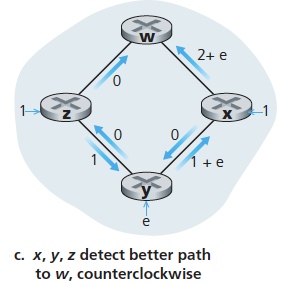 w
2+ e
0
1
z
x
1
0
0
1
1 + e
y
e
c. x, y, z detect better path
to w, counterclockwise